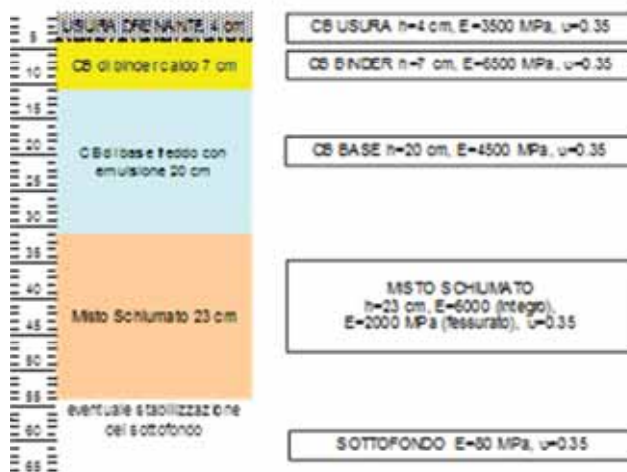 USURA DRENANTE 4 cm
CB di binder caldo 7 cm
CB di base freddo con
emulsione 20 cm
Misto Schiumato 23 cm
eventuale stabilizzazione
del sottofondo
5
10
15
20
25
30
35
40
45
50
55
60
65
CB USURA h=4 cm, E=3500 MPa, u=0.35
CB BINDER h=7 cm, E=6500 MPa, u=0.35
CB BASE h=20 cm, E=4500 MPa, u=0.35
MISTO SCHIUMATO
h=23 cm, E=6000 (integro),
E=2000 MPa (fessurato), u=0.35
SOTTOFONDO E=80 MPa, u=0.35